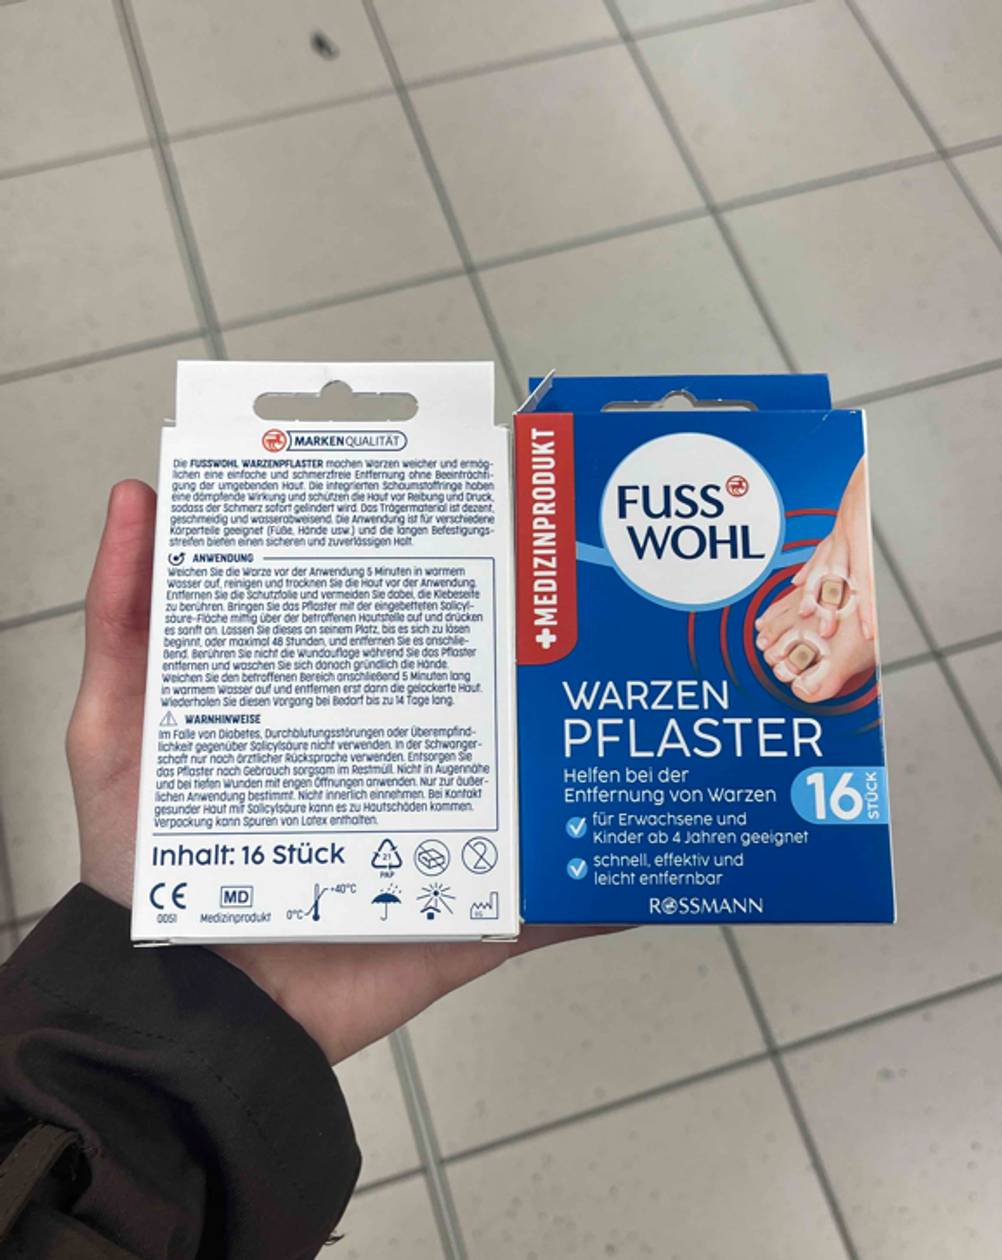 MARKENQUALITÄT
Die FUSSWOHL WARZENPFLASTER machen Warzen weicher und ermög-
lichen eine einfache und schmerzfreie Entfernung ohne Beeinträchti-
gung der umgebenden Haut. Die integrierten Schaumstoffringe haben
eine dämpfende Wirkung und schützen die Haut vor Reibung und Druck,
sodass der Schmerz sofort gelindert wird. Das Trägermaterial ist dezent,
geschmeidig und wasserabweisend. Die Anwendung ist für verschiedene
Körperteile geeignet (Füße, Hände usw.) und die langen Befestigungs-
streifen bieten einen sicheren und zuverlässigen Halt.
ANWENDUNG
Weichen Sie die Warze vor der Anwendung 5 Minuten in warmem
Wasser auf, reinigen und trocknen Sie die Haut vor der Anwendung.
Entfernen Sie die Schutzfolie und vermeiden Sie dabei, die Klebeseite
zu berühren. Bringen Sie das Pflaster mit der eingebetteten Salicyl-
säure-Fläche mittig über der betroffenen Hautstelle auf und drücken
es sanft an. Lassen Sie dieses an seinem Platz, bis es sich zu lösen
beginnt, oder maximal 48 Stunden, und entfernen Sie es anschlie-
ßend. Berühren Sie nicht die Wundauflage während Sie das Pflaster
entfernen und waschen Sie sich danach gründlich die Hände.
Weichen Sie den betroffenen Bereich anschließend 5 Minuten lang
in warmem Wasser auf und entfernen erst dann die gelockerte Haut.
Wiederholen Sie diesen Vorgang bei Bedarf bis zu 14 Tage lang.
WARNHINWEISE
Im Falle von Diabetes, Durchblutungsstörungen oder Überempfind-
lichkeit gegenüber Salicylsäure nicht verwenden. In der Schwanger-
schaft nur nach ärztlicher Rücksprache verwenden. Entsorgen Sie
das Pflaster nach Gebrauch sorgsam im Restmüll. Nicht in Augennähe
und bei tiefen Wunden mit engen Öffnungen anwenden. Nur zur äußer-
lichen Anwendung bestimmt. Nicht innerlich einnehmen. Bei Kontakt
gesunder Haut mit Salicylsäure kann es zu Hautschäden kommen.
Verpackung kann Spuren von Latex enthalten.
Inhalt: 16 Stück
21
PAP
2
CE
0051
MD
Medizinprodukt
0°C
+40°C
MEDIZINPRODUKT
FUSS
WOHL
WARZEN
PFLASTER
Helfen bei der
Entfernung von Warzen
16 STÜCK
für Erwachsene und
Kinder ab 4 Jahren geeignet
schnell, effektiv und
leicht entfernbar
ROSSMANN